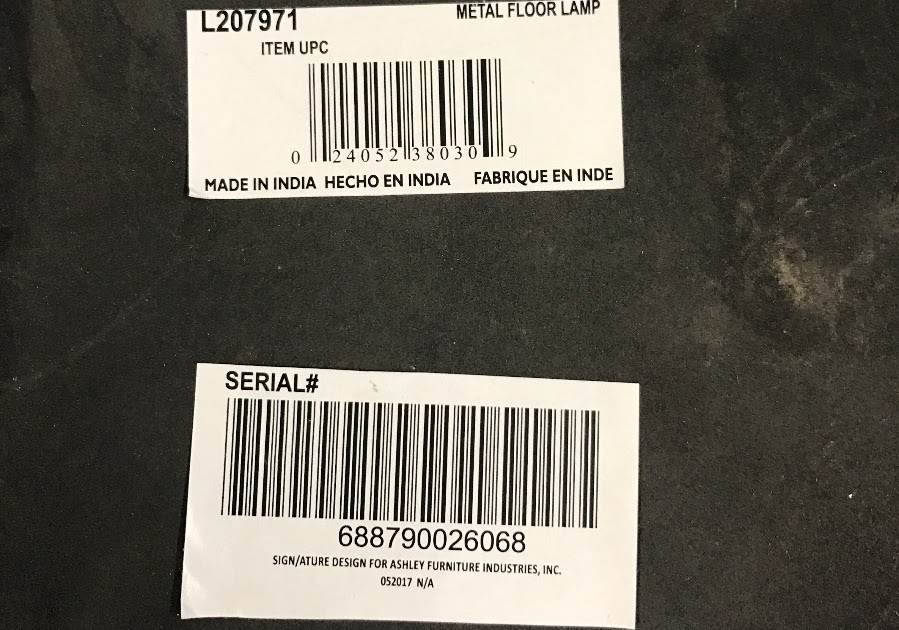 L207971 METAL FLOOR LAMP
ITEM UPC
0 24052 38030 9
MADE IN INDIA HECHO EN INDIA FABRIQUE EN INDE
SERIAL#
688790026068
SIGN/ATURE DESIGN FOR ASHLEY FURNITURE INDUSTRIES, INC.
052017 N/A